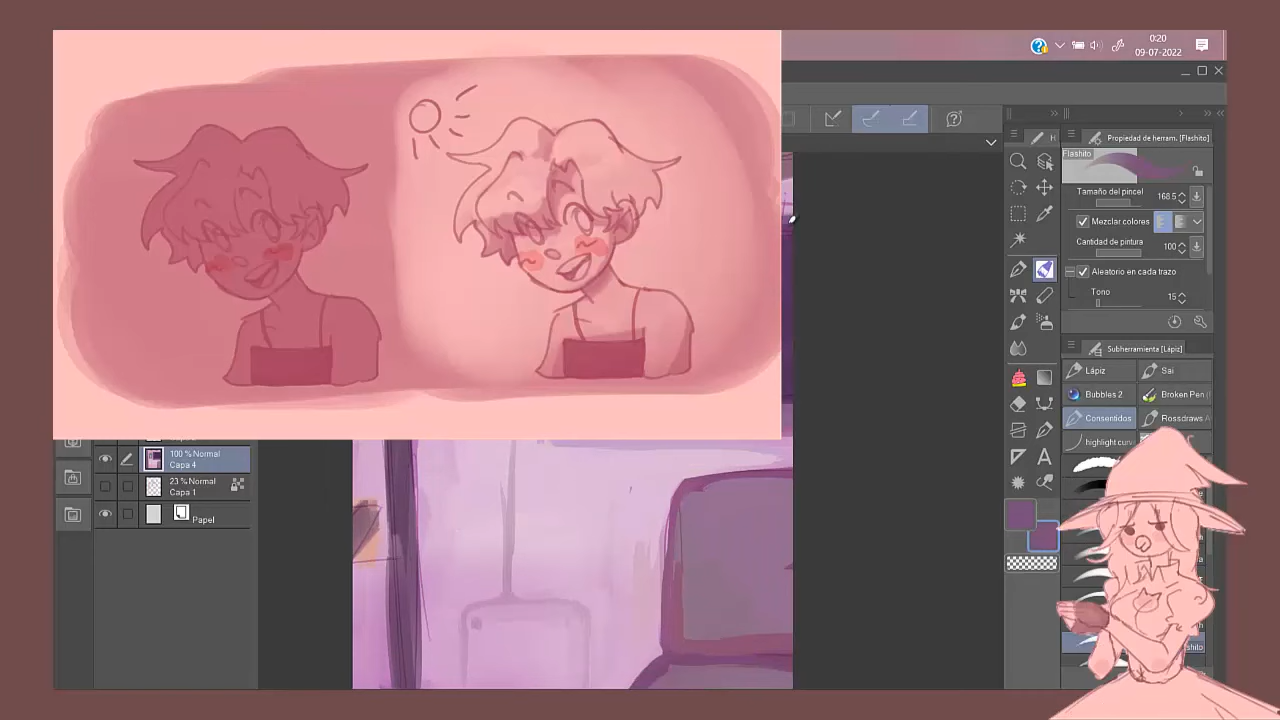 0:20
09-07-2022
Propiedad de herram. [Flashito]
Flashito
Tamaño del pincel 168.5
Mezclar colores
Cantidad de pintura 100
Aleatorio en cada trazo
Tono 15
Subherramienta [Lápiz]
Lápiz Sai
Bubbles 2 Broken Pen (
Consentidos Rossdraws
highlight curv
100 % Normal
Capa 4
23 % Normal
Capa 1
Papel